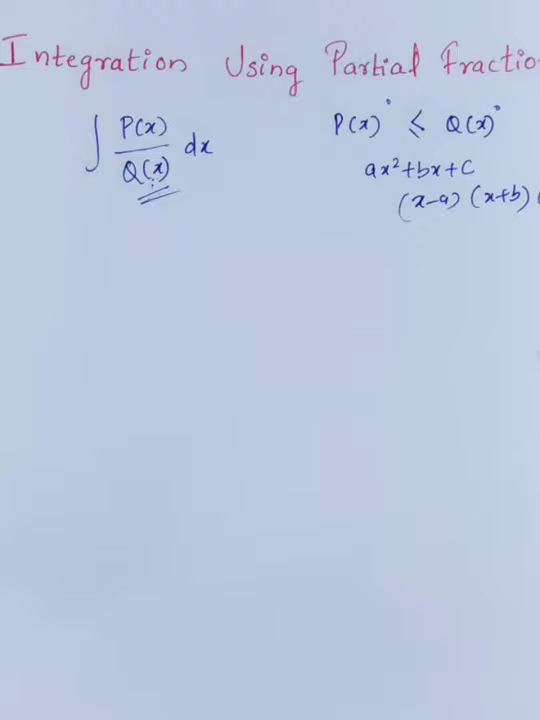 Integration Using Partial Fractio
∫ P(x)/Q(x) dx
P(x)° ≤ Q(x)°
ax²+bx+c
(x-a) (x+b) (